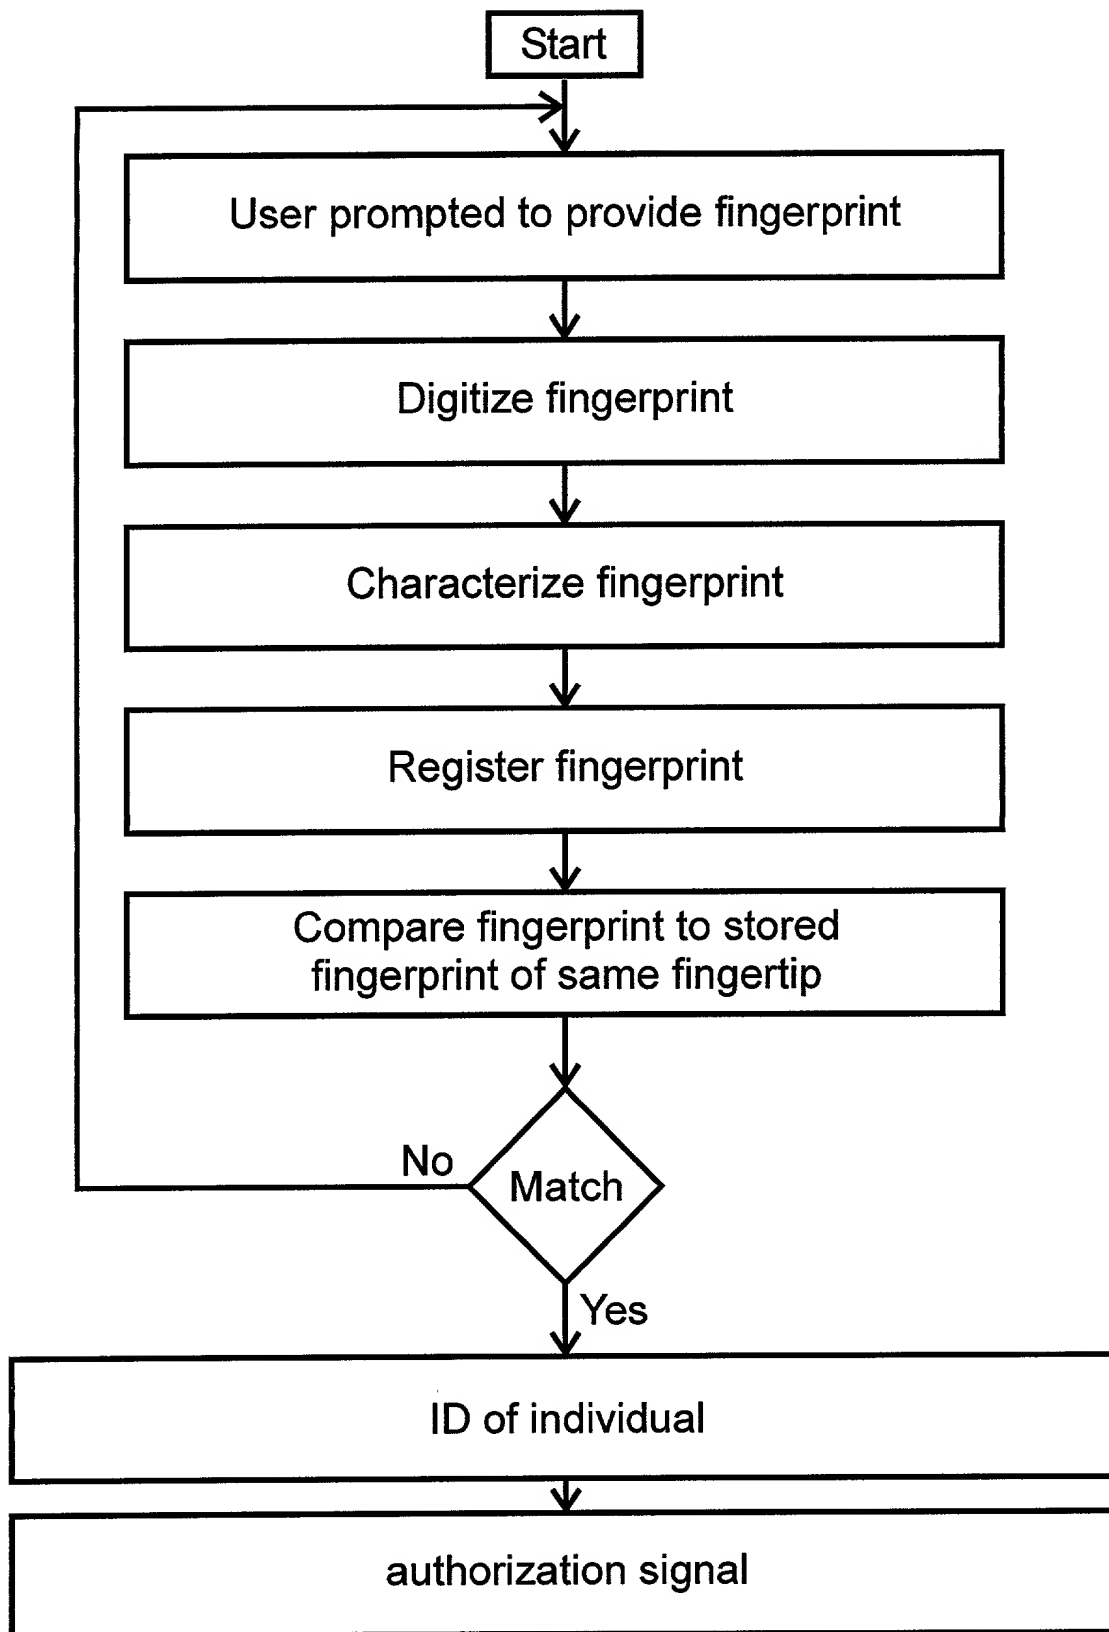 Start
User prompted to provide fingerprint
Digitize fingerprint
Characterize fingerprint
Register fingerprint
Compare fingerprint to stored
fingerprint of same fingertip
No
Match
Yes
ID of individual
authorization signal